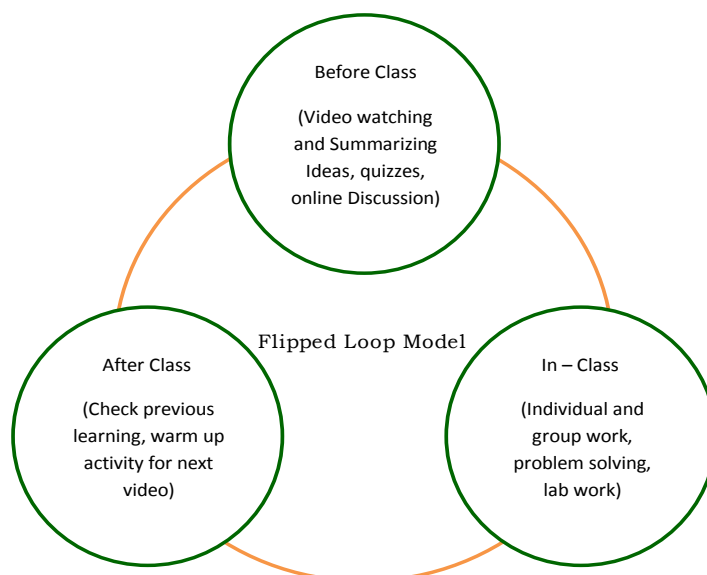 Before Class
(Video watching
and Summarizing
Ideas, quizzes,
online Discussion)
Flipped Loop Model
After Class
(Check previous
learning, warm up
activity for next
video)
In – Class
(Individual and
group work,
problem solving,
lab work)